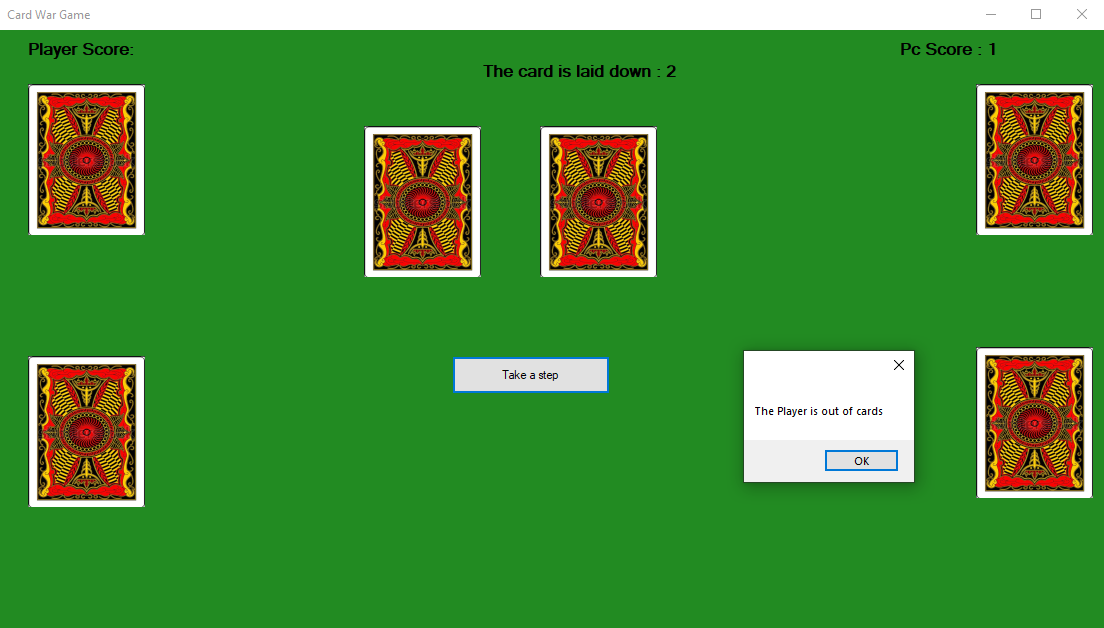 Card War Game
Player Score:
Pc Score : 1
The card is laid down : 2
Take a step
The Player is out of cards
OK